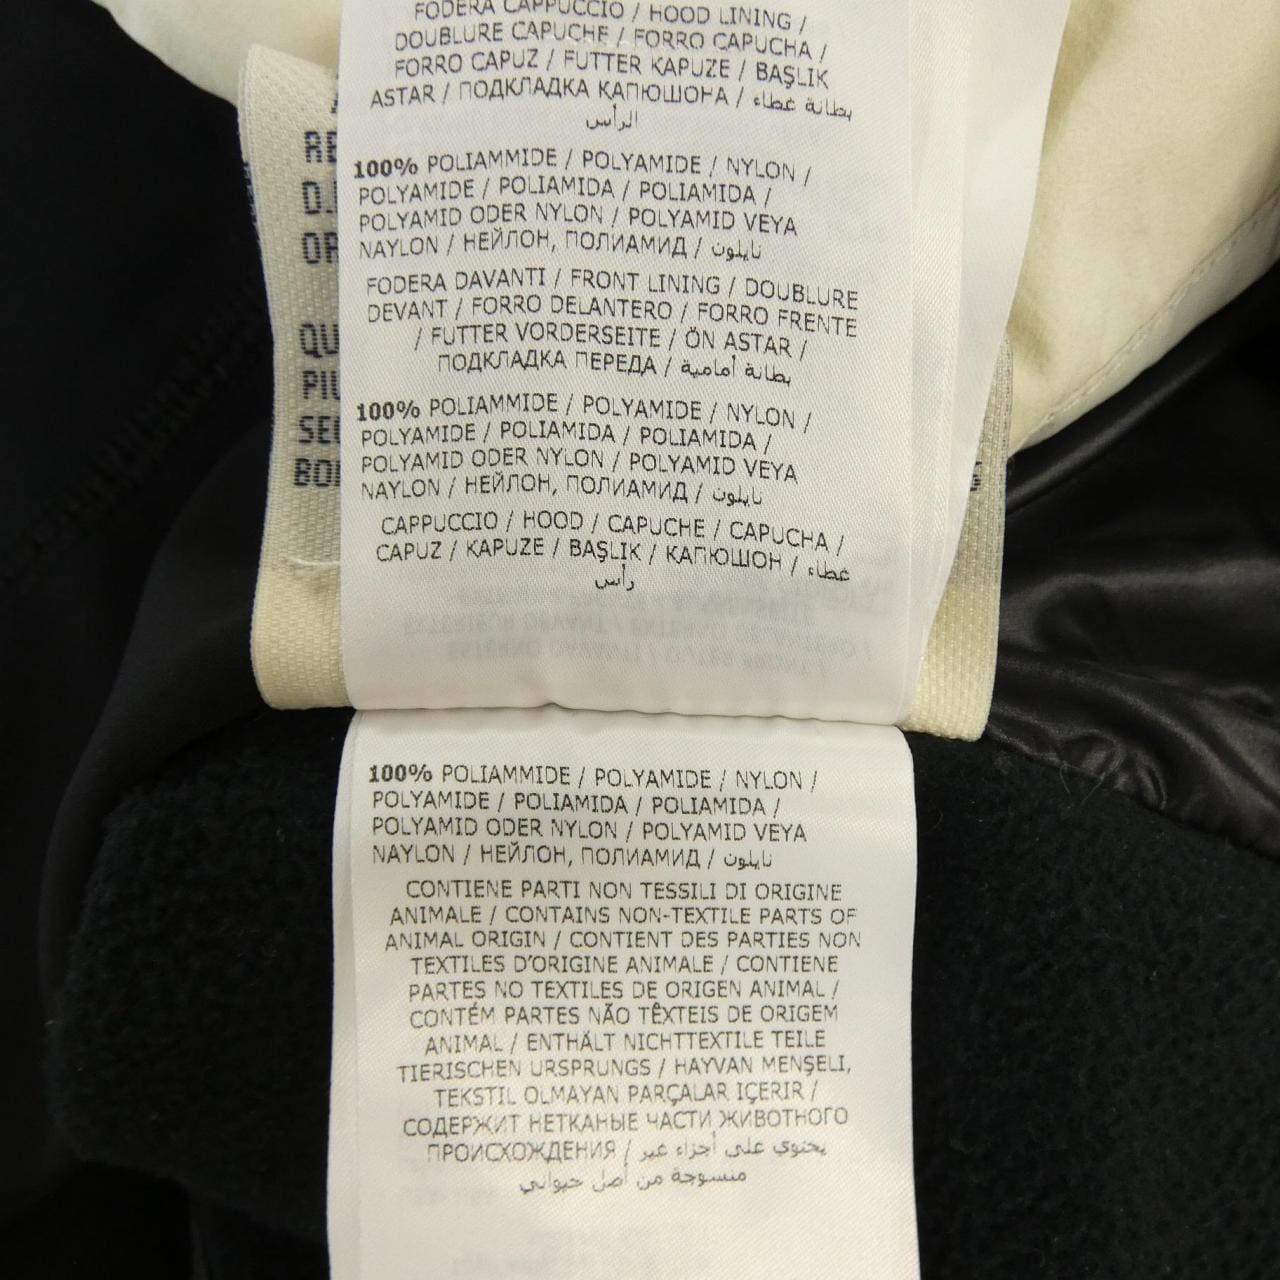 FODERA CAPPUCCIO / HOOD LINING /
DOUBLURE CAPUCHE / FORRO CAPUCHA /
FORRO CAPUZ / FUTTER KAPUZE / BAŞLIK
ASTAR / ПОДКЛАДКА КАПЮШОНА / بطانة غطاء
الرأس
100% POLIAMMIDE / POLYAMIDE / NYLON /
POLYAMIDE / POLIAMIDA / POLIAMIDA /
POLYAMID ODER NYLON / POLYAMID VEYA
NAYLON / НЕЙЛОН, ПОЛИАМИД / نايلون
FODERA DAVANTI / FRONT LINING / DOUBLURE
DEVANT / FORRO DELANTERO / FORRO FRENTE
/ FUTTER VORDERSEITE / ÖN ASTAR /
ПОДКЛАДКА ПЕРЕДА / بطانة أمامية
100% POLIAMMIDE / POLYAMIDE / NYLON /
POLYAMIDE / POLIAMIDA / POLIAMIDA /
POLYAMID ODER NYLON / POLYAMID VEYA
NAYLON / НЕЙЛОН, ПОЛИАМИД / نايلون
CAPPUCCIO / HOOD / CAPUCHE / CAPUCHA /
CAPUZ / KAPUZE / BAŞLIK / КАПЮШОН / غطاء
رأس
100% POLIAMMIDE / POLYAMIDE / NYLON /
POLYAMIDE / POLIAMIDA / POLIAMIDA /
POLYAMID ODER NYLON / POLYAMID VEYA
NAYLON / НЕЙЛОН, ПОЛИАМИД / نايلون
CONTIENE PARTI NON TESSILI DI ORIGINE
ANIMALE / CONTAINS NON-TEXTILE PARTS OF
ANIMAL ORIGIN / CONTIENT DES PARTIES NON
TEXTILES D'ORIGINE ANIMALE / CONTIENE
PARTES NO TEXTILES DE ORIGEN ANIMAL /
CONTÉM PARTES NÃO TÊXTEIS DE ORIGEM
ANIMAL / ENTHÄLT NICHTTEXTILE TEILE
TIERISCHEN URSPRUNGS / HAYVAN MENŞELİ,
TEKSTIL OLMAYAN PARÇALAR IÇERIR /
СОДЕРЖИТ НЕТКАНЫЕ ЧАСТИ ЖИВОТНОГО
ПРОИСХОЖДЕНИЯ / يحتوي على أجزاء غير
منسوجة من أصل حيواني